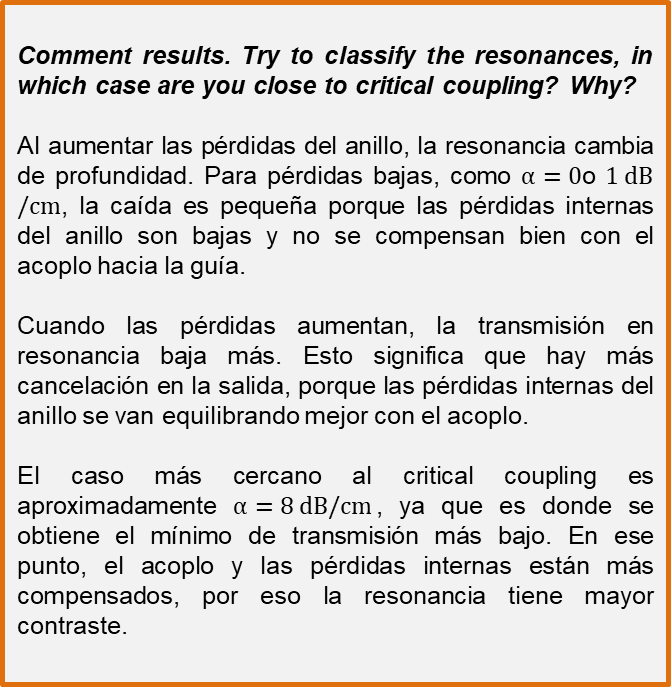 Comment results. Try to classify the resonances, in
which case are you close to critical coupling? Why?
Al aumentar las pérdidas del anillo, la resonancia cambia
de profundidad. Para pérdidas bajas, como α = 0o 1 dB
/cm, la caída es pequeña porque las pérdidas internas
del anillo son bajas y no se compensan bien con el
acoplo hacia la guía.
Cuando las pérdidas aumentan, la transmisión en
resonancia baja más. Esto significa que hay más
cancelación en la salida, porque las pérdidas internas del
anillo se van equilibrando mejor con el acoplo.
El caso más cercano al critical coupling es
aproximadamente α = 8 dB/cm , ya que es donde se
obtiene el mínimo de transmisión más bajo. En ese
punto, el acoplo y las pérdidas internas están más
compensados, por eso la resonancia tiene mayor
contraste.